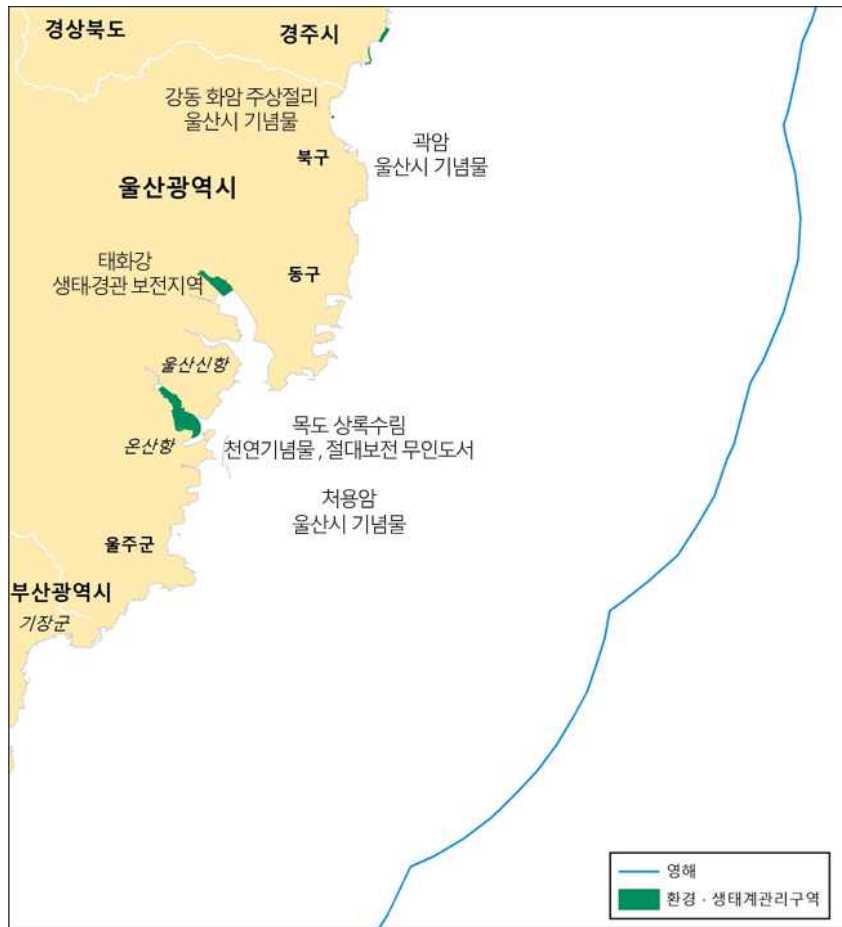 경상북도
경주시
강동 화암 주상절리
울산시 기념물
곽암
울산시 기념물
북구
울산광역시
태화강
생태·경관 보전지역
동구
울산신항
목도 상록수림
천연기념물 , 절대보전 무인도서
온산항
처용암
울산시 기념물
울주군
부산광역시
기장군
영해
환경 · 생태계관리구역